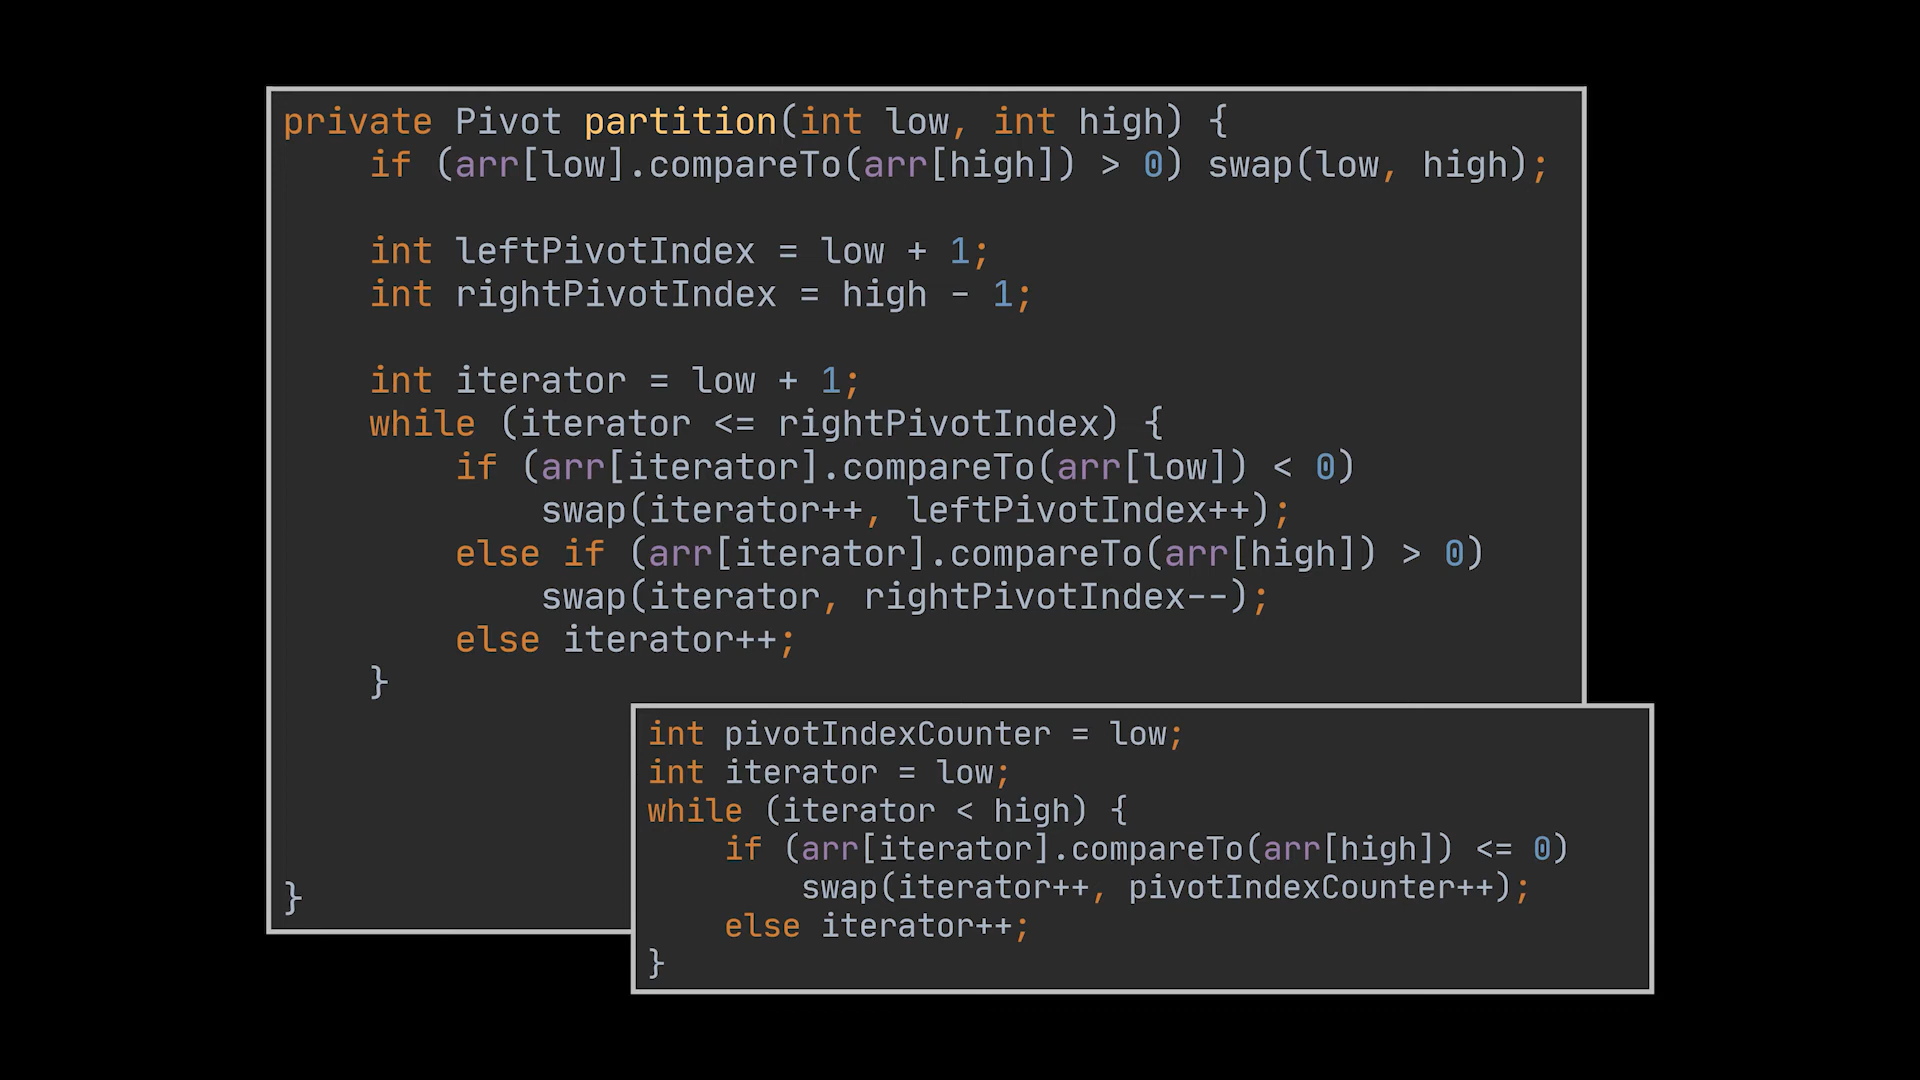 private Pivot partition(int low, int high) {
    if (arr[low].compareTo(arr[high]) > 0) swap(low, high);
    int leftPivotIndex = low + 1;
    int rightPivotIndex = high - 1;
    int iterator = low + 1;
    while (iterator <= rightPivotIndex) {
        if (arr[iterator].compareTo(arr[low]) < 0)
            swap(iterator++, leftPivotIndex++);
        else if (arr[iterator].compareTo(arr[high]) > 0)
            swap(iterator, rightPivotIndex--);
        else iterator++;
    }
}
int pivotIndexCounter = low;
int iterator = low;
while (iterator < high) {
    if (arr[iterator].compareTo(arr[high]) <= 0)
        swap(iterator++, pivotIndexCounter++);
    else iterator++;
}